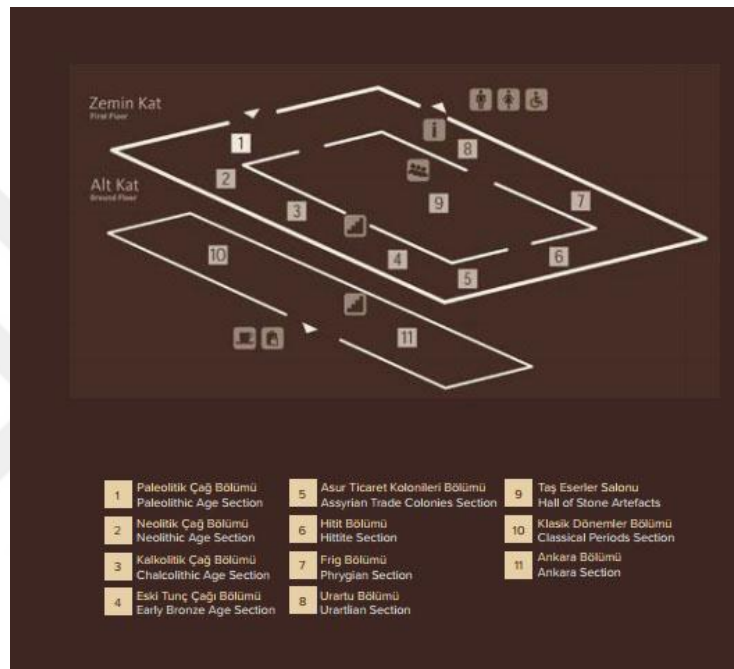 Zemin Kat
First Floor
1
8
2
7
Alt Kat
Ground Floor
9
3
10
4
6
5
11
1 Paleolitik Çağ Bölümü
Paleolithic Age Section
2 Neolitik Çağ Bölümü
Neolithic Age Section
3 Kalkolitik Çağ Bölümü
Chalcolithic Age Section
4 Eski Tunç Çağı Bölümü
Early Bronze Age Section
5 Asur Ticaret Kolonileri Bölümü
Assyrian Trade Colonies Section
6 Hitit Bölümü
Hittite Section
7 Frig Bölümü
Phrygian Section
8 Urartu Bölümü
Urartlian Section
9 Taş Eserler Salonu
Hall of Stone Artefacts
10 Klasik Dönemler Bölümü
Classical Periods Section
11 Ankara Bölümü
Ankara Section